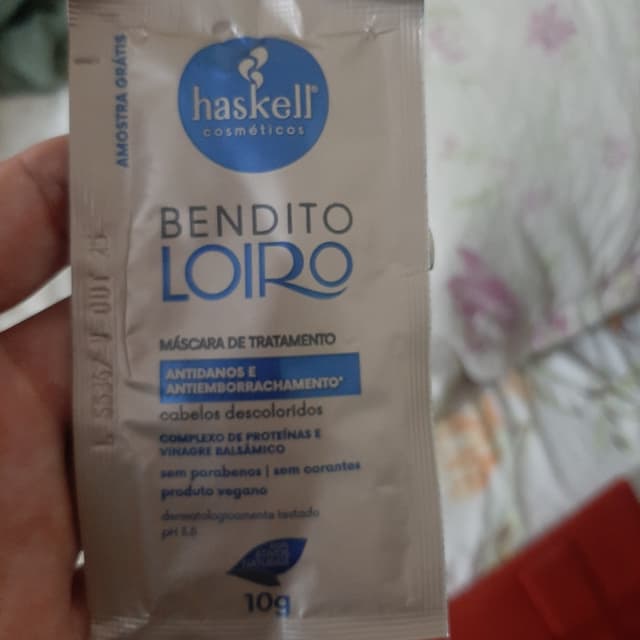 AMOSTRA GRÁTIS
haskell®
cosméticos
BENDITO
LOIRO
MÁSCARA DE TRATAMENTO
ANTIDANOS E
ANTIEMBORRACHAMENTO*
cabelos descoloridos
COMPLEXO DE PROTEÍNAS E
VINAGRE BALSÂMICO
sem parabenos | sem corantes
produto vegano
dermatologicamente testado
10g